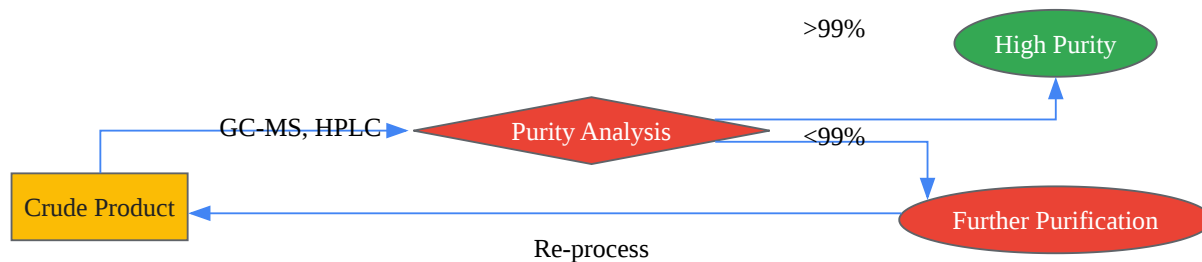 >99%
High Purity
GC-MS, HPLC
Purity Analysis
<99%
Crude Product
Further Purification
Re-process